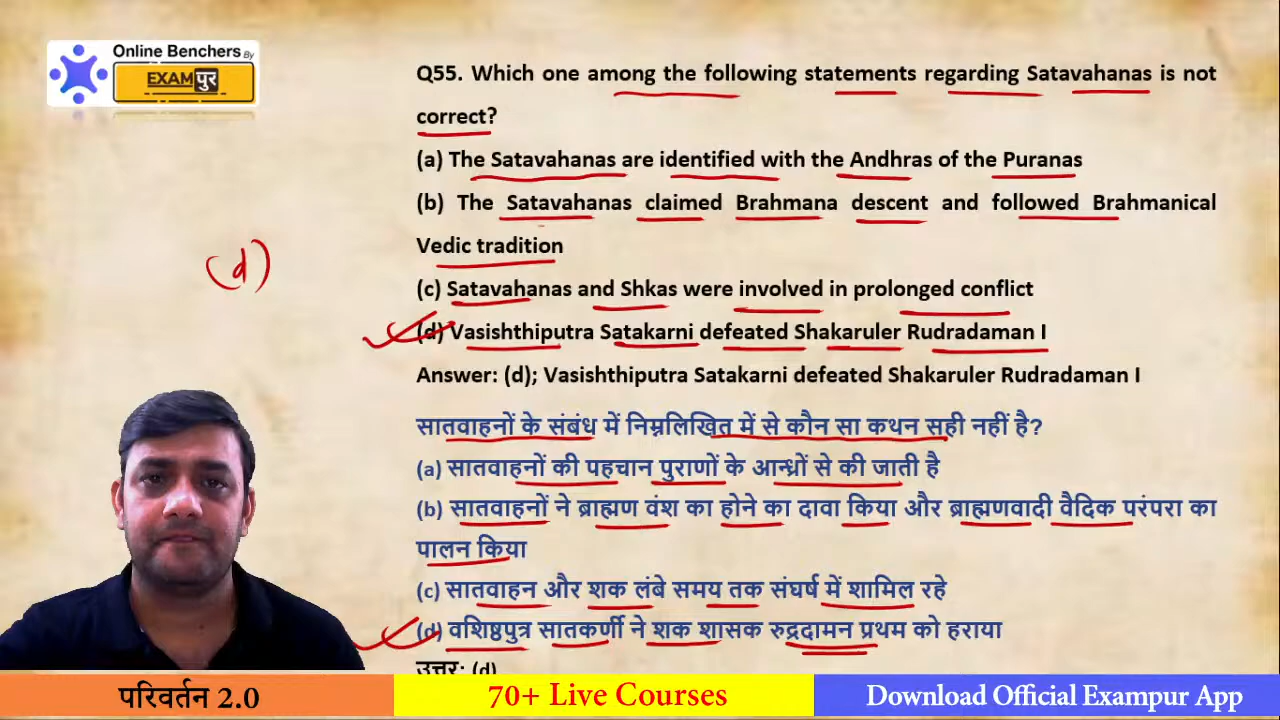 Online Benchers By
EXAMपुर
Q55. Which one among the following statements regarding Satavahanas is not
correct?
(a) The Satavahanas are identified with the Andhras of the Puranas
(b) The Satavahanas claimed Brahmana descent and followed Brahmanical
Vedic tradition
(d)
(c) Satavahanas and Shkas were involved in prolonged conflict
(d) Vasishthiputra Satakarni defeated Shakaruler Rudradaman I
Answer: (d); Vasishthiputra Satakarni defeated Shakaruler Rudradaman I
सातवाहनों के संबंध में निम्नलिखित में से कौन सा कथन सही नहीं है?
(a) सातवाहनों की पहचान पुराणों के आन्ध्रों से की जाती है
(b) सातवाहनों ने ब्राह्मण वंश का होने का दावा किया और ब्राह्मणवादी वैदिक परंपरा का
पालन किया
(c) सातवाहन और शक लंबे समय तक संघर्ष में शामिल रहे
(d) वशिष्ठपुत्र सातकर्णी ने शक शासक रुद्रदामन प्रथम को हराया
उत्तर: (d)
परिवर्तन 2.0
70+ Live Courses
Download Official Exampur App